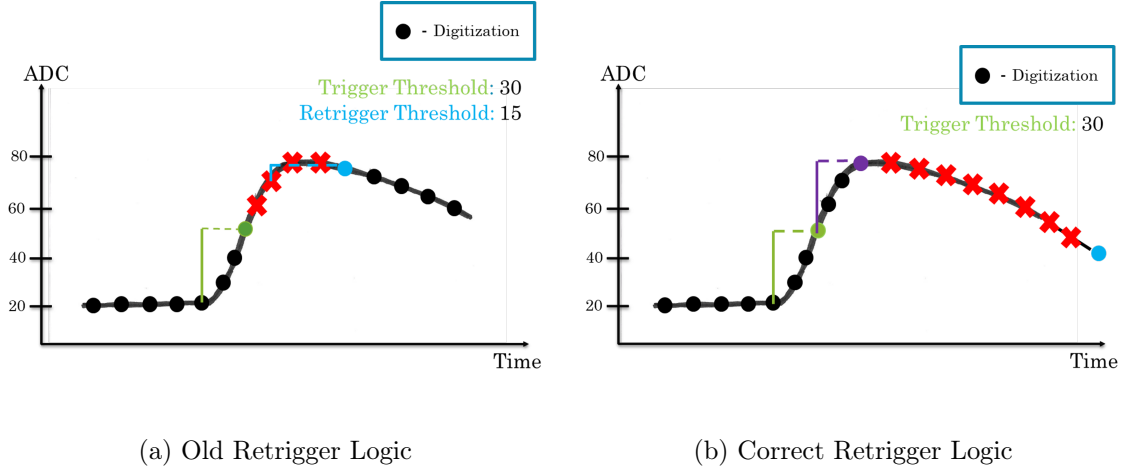 - Digitization
ADC
Trigger Threshold: 30
Retrigger Threshold: 15
80
60
40
20
Time
(a) Old Retrigger Logic
- Digitization
ADC
Trigger Threshold: 30
80
60
40
20
Time
(b) Correct Retrigger Logic